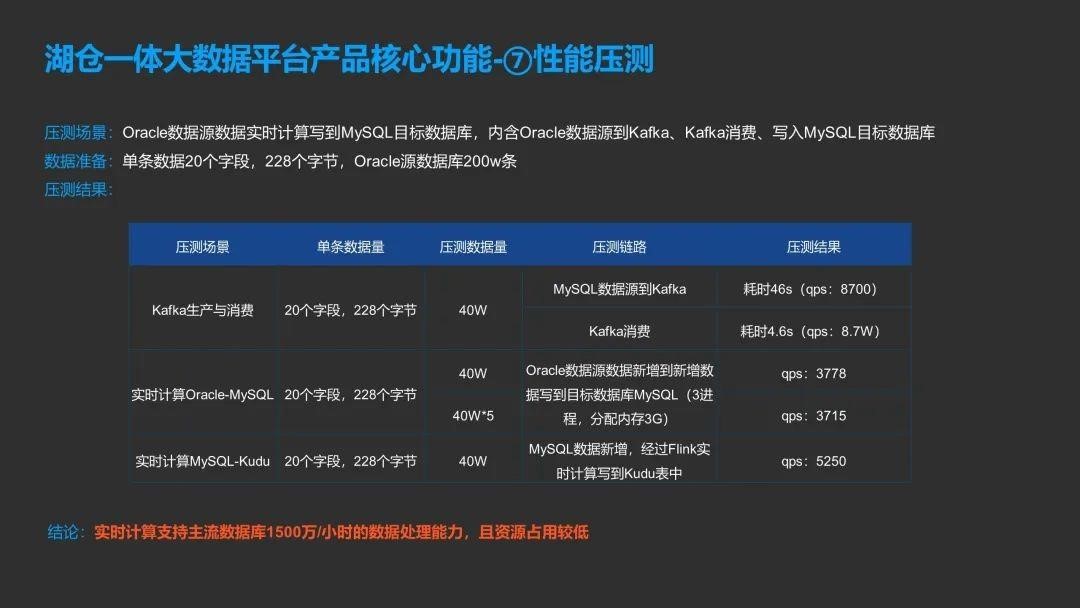 湖仓一体大数据平台产品核心功能-⑦性能压测
压测场景：Oracle数据源数据实时计算写到MySQL目标数据库，内含Oracle数据源到Kafka、Kafka消费、写入MySQL目标数据库
数据准备：单条数据20个字段，228个字节，Oracle源数据库200w条
压测结果：
压测场景 单条数据量 压测数据量 压测链路 压测结果
Kafka生产与消费 20个字段，228个字节 40W MySQL数据源到Kafka 耗时46s（qps：8700）
Kafka消费 耗时4.6s（qps：8.7W）
实时计算Oracle-MySQL 20个字段，228个字节 40W qps：3778
Oracle数据源数据新增到新增数
据写到目标数据库MySQL（3进
程，分配内存3G）
40W*5 qps：3715
实时计算MySQL-Kudu 20个字段，228个字节 40W MySQL数据新增，经过Flink实
时计算写到Kudu表中
qps：5250
结论：实时计算支持主流数据库1500万/小时的数据处理能力，且资源占用较低